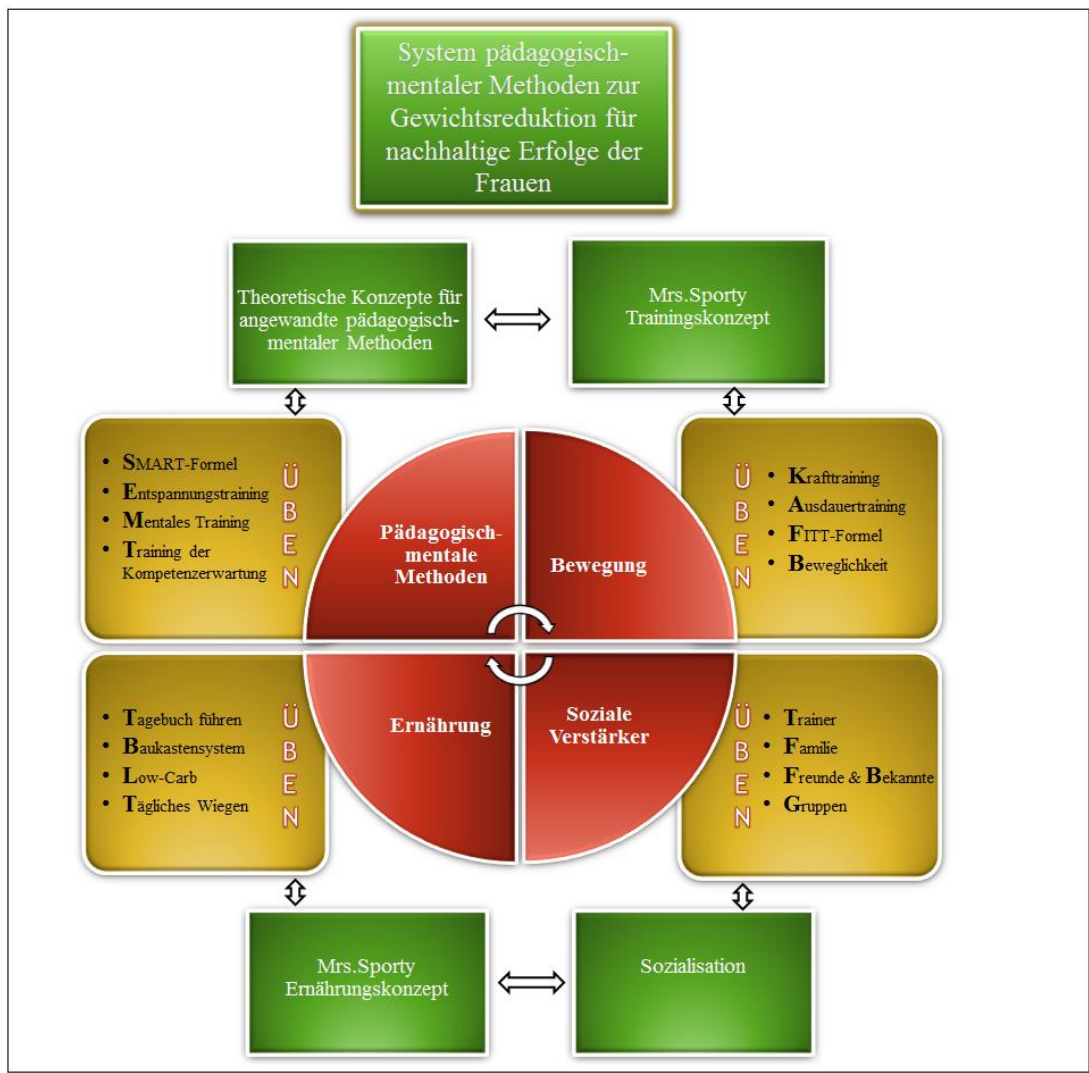 System pädagogisch-
mentaler Methoden zur
Gewichtsreduktion für
nachhaltige Erfolge der
Frauen
Theoretische Konzepte für
angewandte pädagogisch-
mentaler Methoden
Mrs.Sporty
Trainingskonzept
• SMART-Formel
• Entspannungstraining
• Mentales Training
• Training der
Kompetenzerwartung
ÜBEN
Pädagogisch-
mentale
Methoden
Bewegung
ÜBEN
• Krafttraining
• Ausdauertraining
• FITT-Formel
• Beweglichkeit
• Tagebuch führen
• Baukastensystem
• Low-Carb
• Tägliches Wiegen
ÜBEN
Ernährung
Soziale
Verstärker
ÜBEN
• Trainer
• Familie
• Freunde & Bekannte
• Gruppen
Mrs.Sporty
Ernährungskonzept
Sozialisation